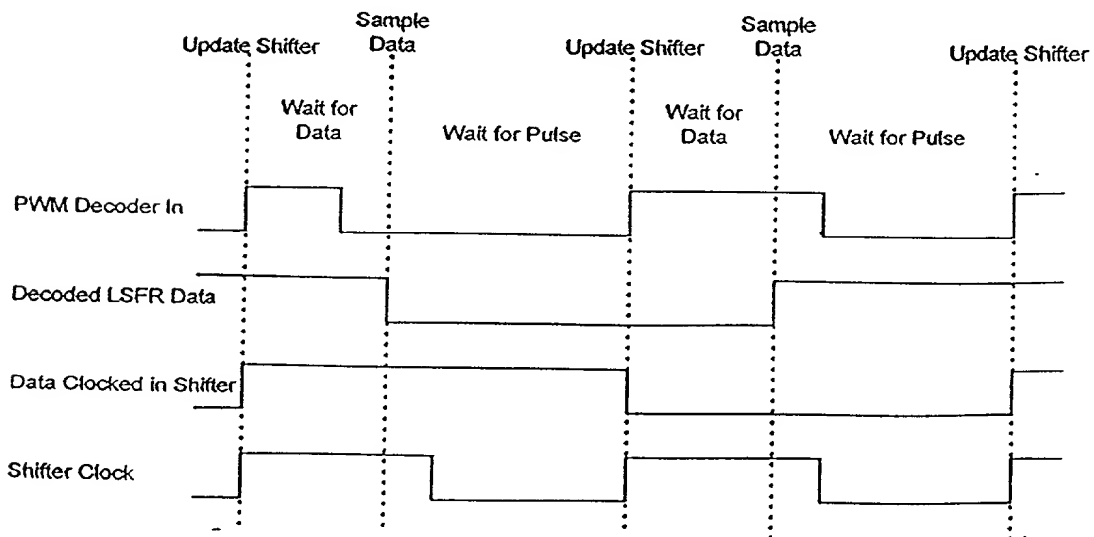 Sample
Data
Sample
Data
Update Shifter
Update Shifter
Update Shifter
Wait for
Data
Wait for Pulse
Wait for
Data
Wait for Pulse
PWM Decoder In
Decoded LSFR Data
Data Clocked in Shifter
Shifter Clock